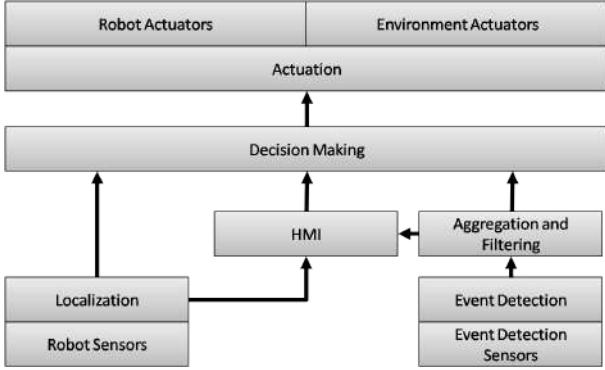 Robot Actuators
Environment Actuators
Actuation
Decision Making
HMI
Aggregation and
Filtering
Localization
Event Detection
Robot Sensors
Event Detection
Sensors